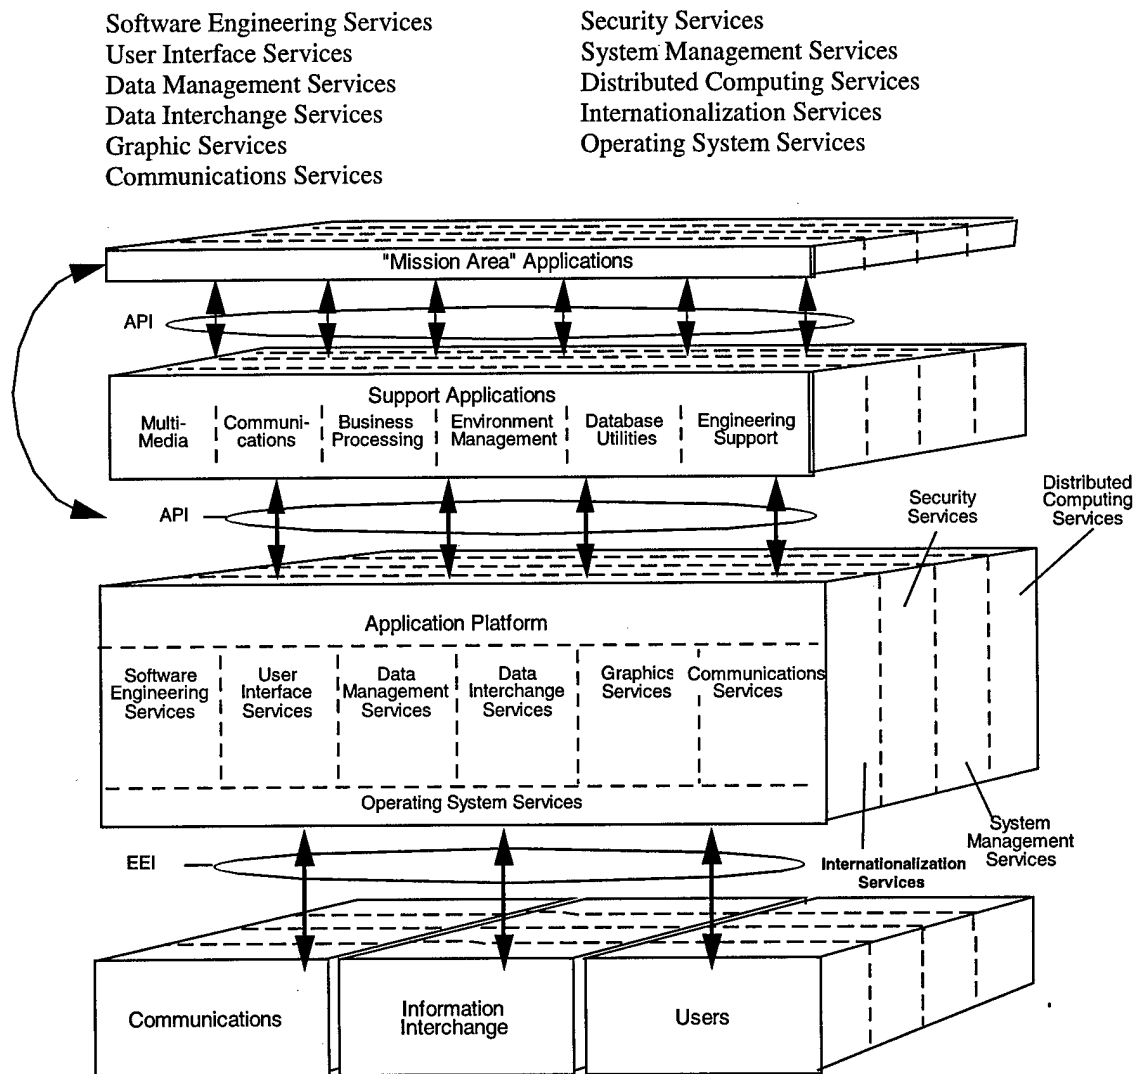 Software Engineering Services
User Interface Services
Data Management Services
Data Interchange Services
Graphic Services
Communications Services
Security Services
System Management Services
Distributed Computing Services
Internationalization Services
Operating System Services
"Mission Area" Applications
API
Support Applications
Multi-
Media
Communi-
cations
Business
Processing
Environment
Management
Database
Utilities
Engineering
Support
API
Security
Services
Distributed
Computing
Services
Application Platform
Software
Engineering
Services
User
Interface
Services
Data
Management
Services
Data
Interchange
Services
Graphics
Services
Communications
Services
Operating System Services
System
Management
Services
Internationalization
Services
EEI
Communications
Information
Interchange
Users